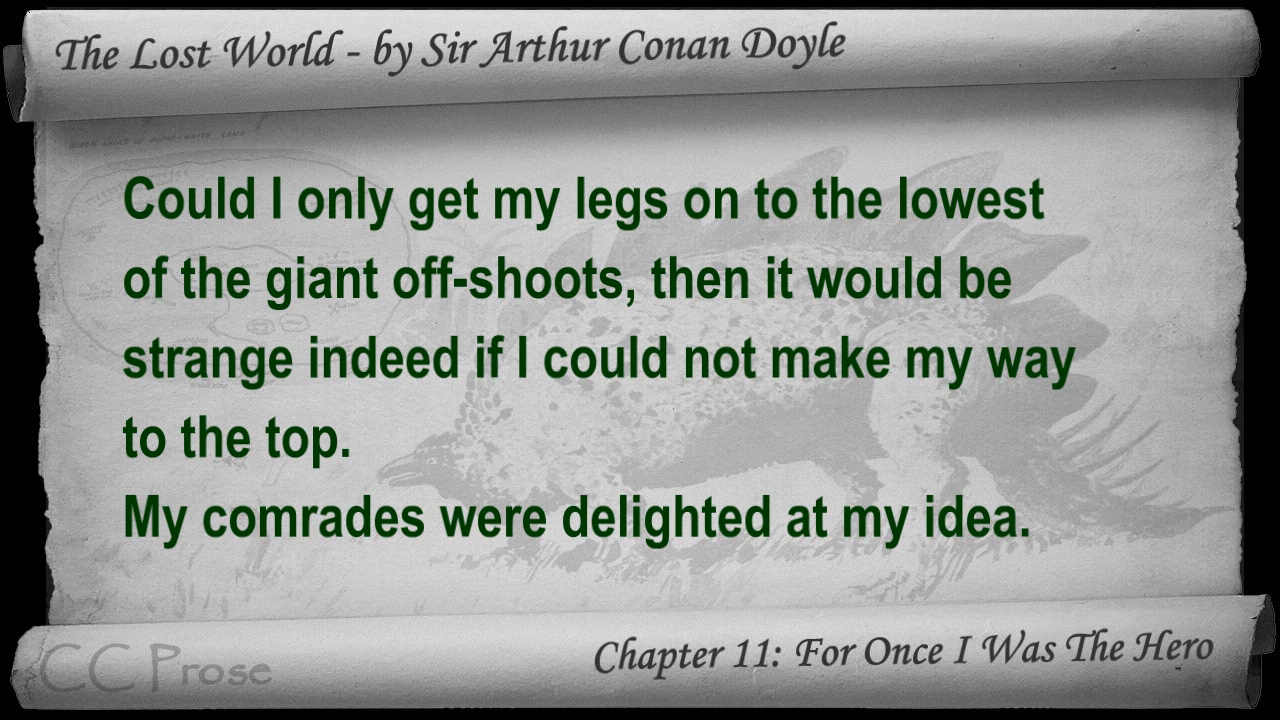 The Lost World - by Sir Arthur Conan Doyle
Could I only get my legs on to the lowest
of the giant off-shoots, then it would be
strange indeed if I could not make my way
to the top.
My comrades were delighted at my idea.
CC Prose
Chapter 11: For Once I Was The Hero